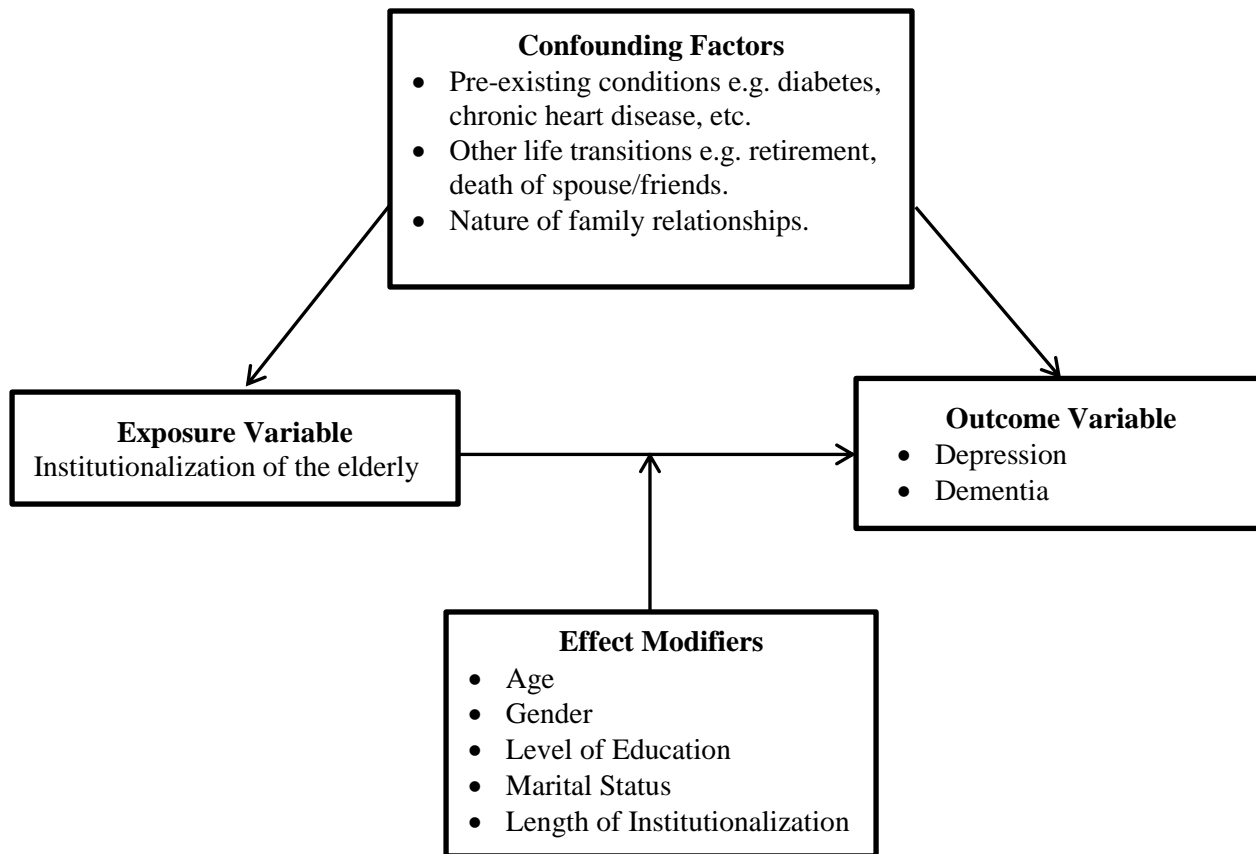 Confounding Factors
• Pre-existing conditions e.g. diabetes,
chronic heart disease, etc.
• Other life transitions e.g. retirement,
death of spouse/friends.
• Nature of family relationships.
Exposure Variable
Institutionalization of the elderly
Outcome Variable
• Depression
• Dementia
Effect Modifiers
• Age
• Gender
• Level of Education
• Marital Status
• Length of Institutionalization